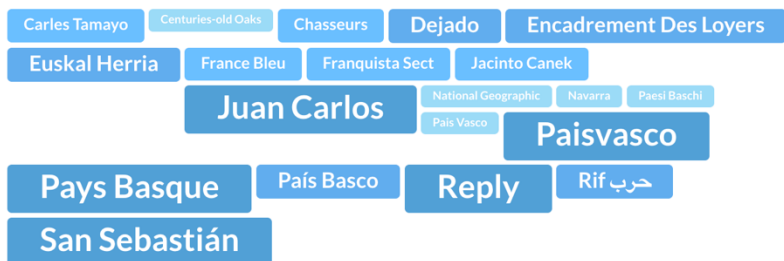 Carles Tamayo Centuries-old Oaks Chasseurs Dejado Encadrement Des Loyers
Euskal Herria France Bleu Franquista Sect Jacinto Canek
Juan Carlos National Geographic Navarra Paesi Baschi
Pais Vasco Paisvasco
Pays Basque País Basco Reply Rif حرب
San Sebastián